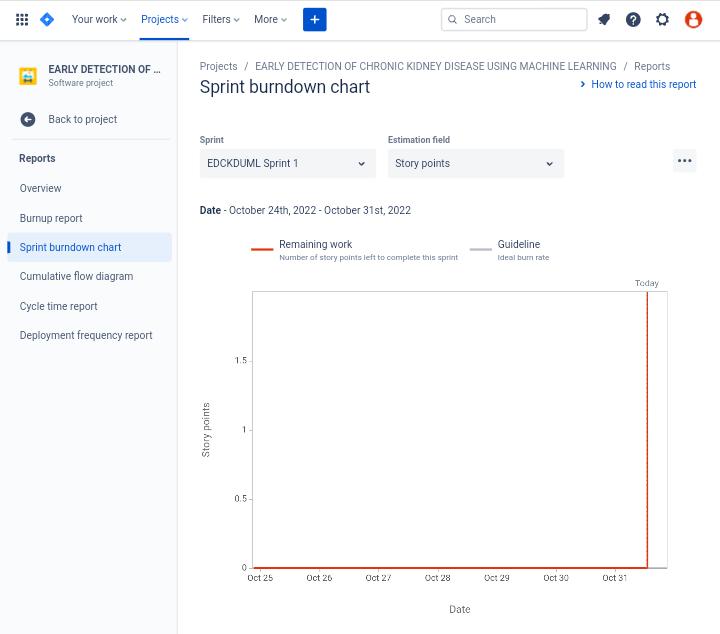 Your work Projects Filters More + Search
EARLY DETECTION OF ...
Software project
Back to project
Reports
Overview
Burnup report
Sprint burndown chart
Cumulative flow diagram
Cycle time report
Deployment frequency report
Projects / EARLY DETECTION OF CHRONIC KIDNEY DISEASE USING MACHINE LEARNING / Reports
Sprint burndown chart
How to read this report
Sprint Estimation field
EDCKDUML Sprint 1 Story points
Date - October 24th, 2022 - October 31st, 2022
Remaining work Guideline
Number of story points left to complete this sprint Ideal burn rate
Today
1.5
1
0.5
0
Story points
Oct 25 Oct 26 Oct 27 Oct 28 Oct 29 Oct 30 Oct 31
Date